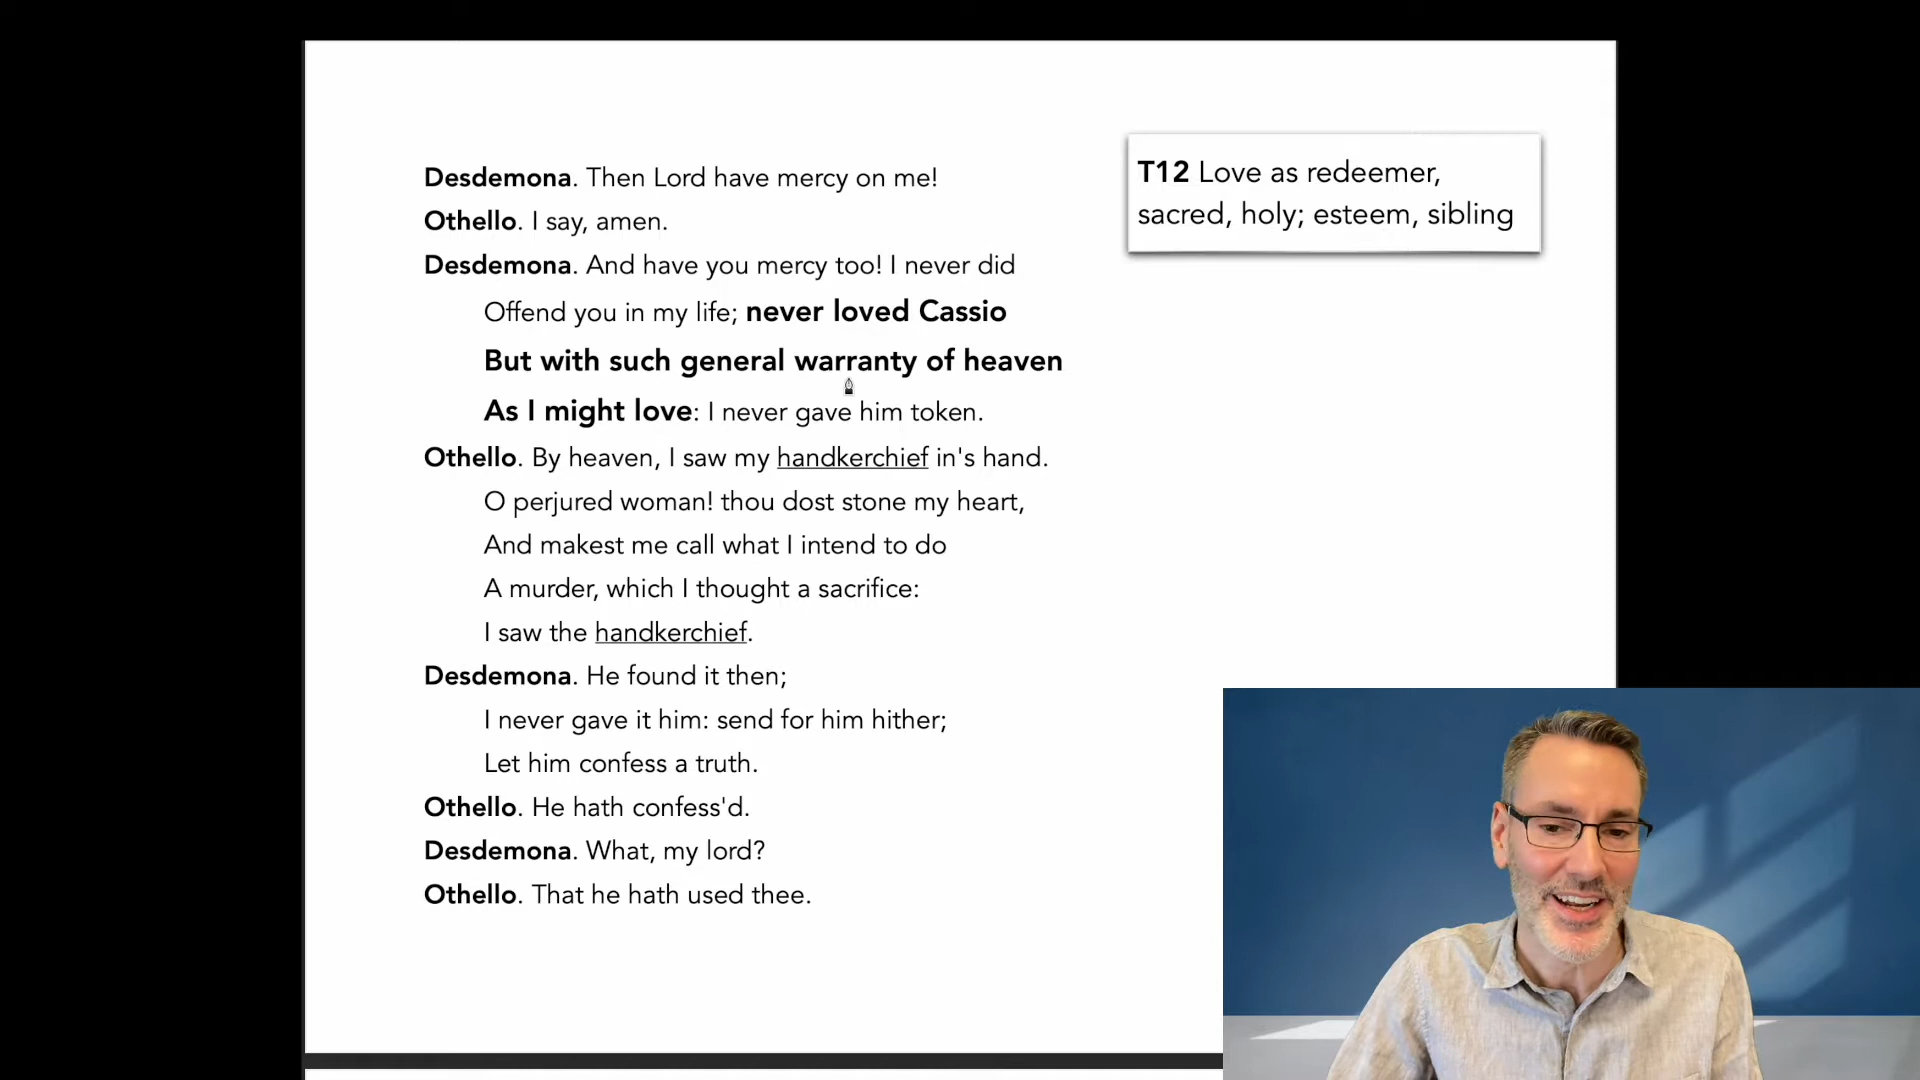 Desdemona. Then Lord have mercy on me!
Othello. I say, amen.
Desdemona. And have you mercy too! I never did
Offend you in my life; never loved Cassio
But with such general warranty of heaven
As I might love: I never gave him token.
Othello. By heaven, I saw my handkerchief in's hand.
O perjured woman! thou dost stone my heart,
And makest me call what I intend to do
A murder, which I thought a sacrifice:
I saw the handkerchief.
Desdemona. He found it then;
I never gave it him: send for him hither;
Let him confess a truth.
Othello. He hath confess'd.
Desdemona. What, my lord?
Othello. That he hath used thee.
T12 Love as redeemer,
sacred, holy; esteem, sibling